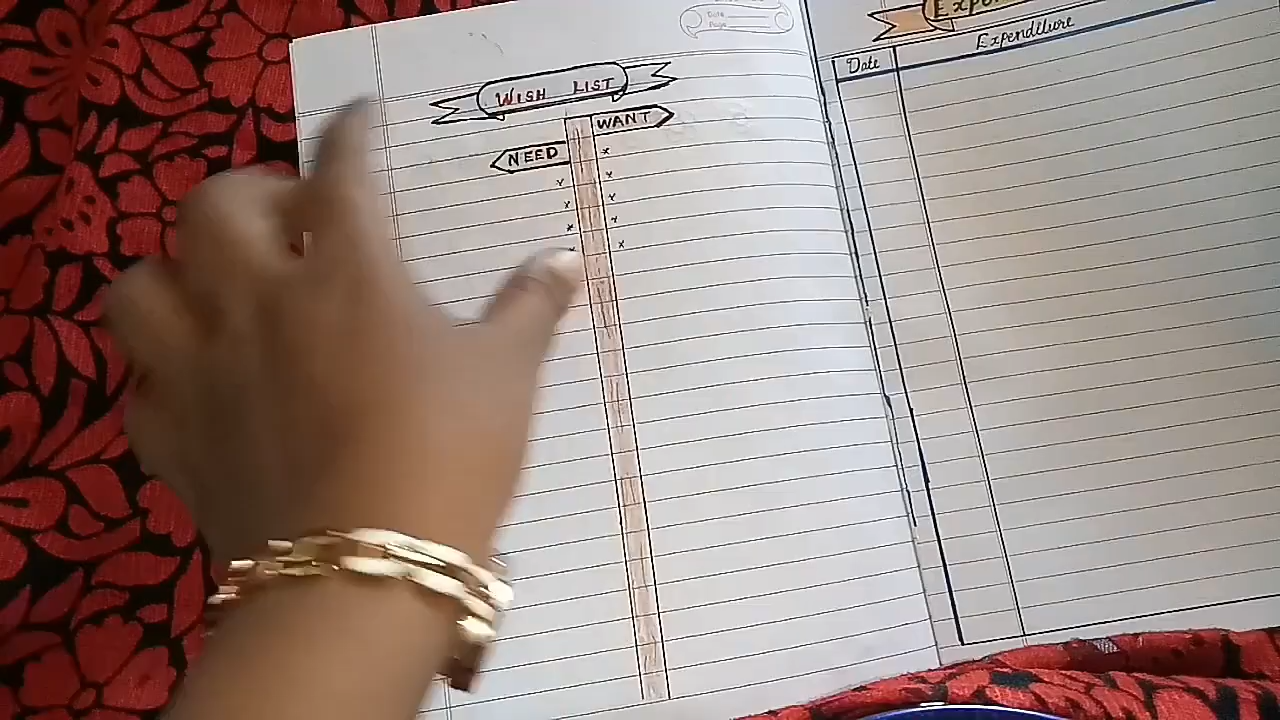 Date
Page
WISH LIST
WANT
NEED
Expenditure
Date